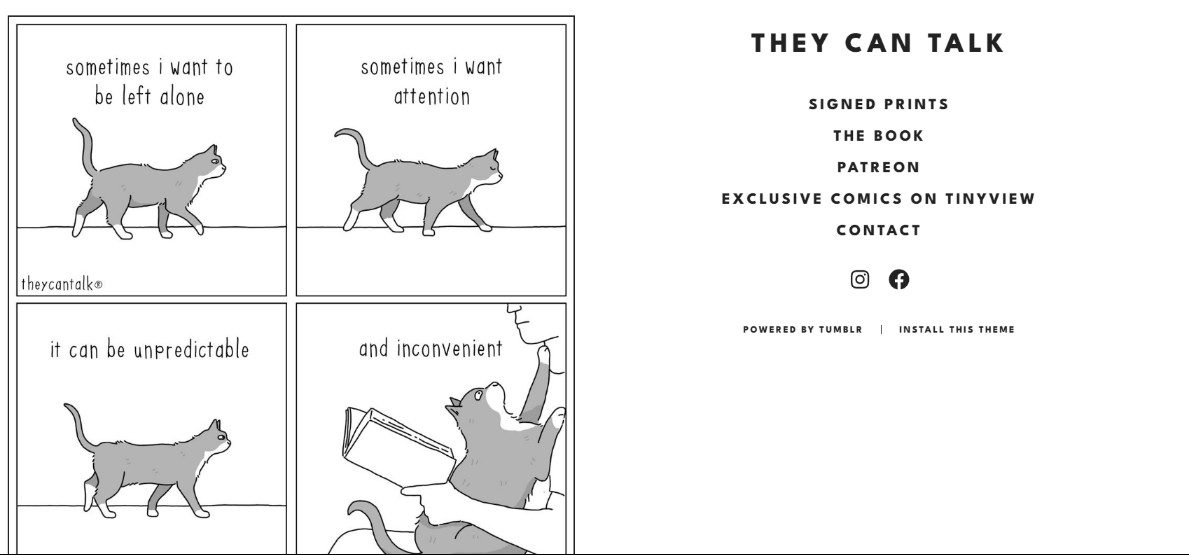 sometimes i want to
be left alone
theycantalk®
sometimes i want
attention
it can be unpredictable
and inconvenient
THEY CAN TALK
SIGNED PRINTS
THE BOOK
PATREON
EXCLUSIVE COMICS ON TINYVIEW
CONTACT
POWERED BY TUMBLR | INSTALL THIS THEME